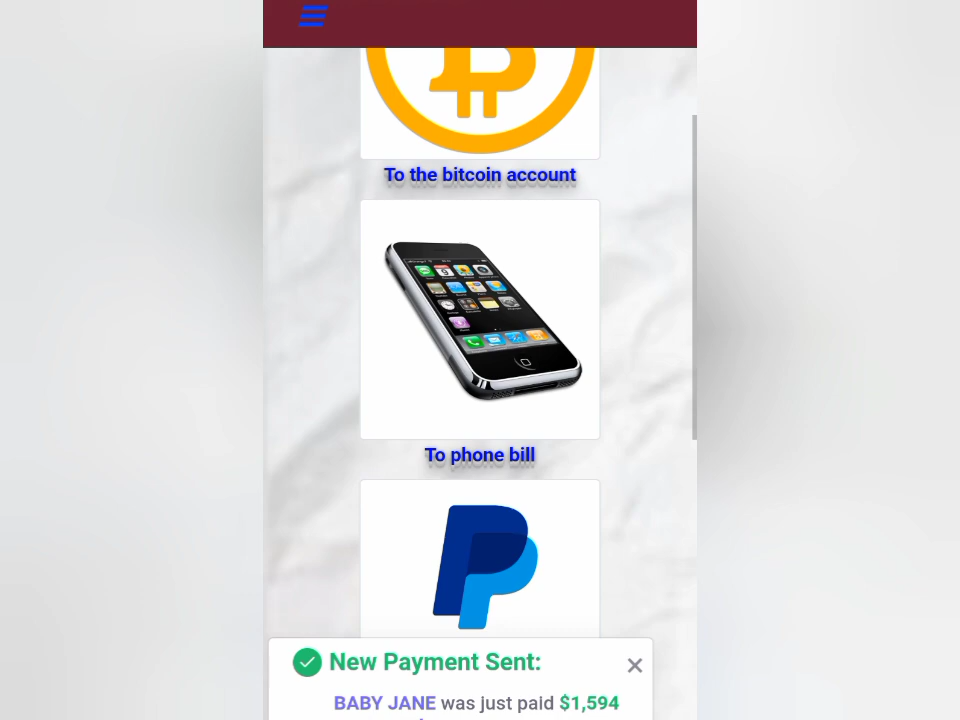 To the bitcoin account
To phone bill
New Payment Sent:
BABY JANE was just paid $1,594